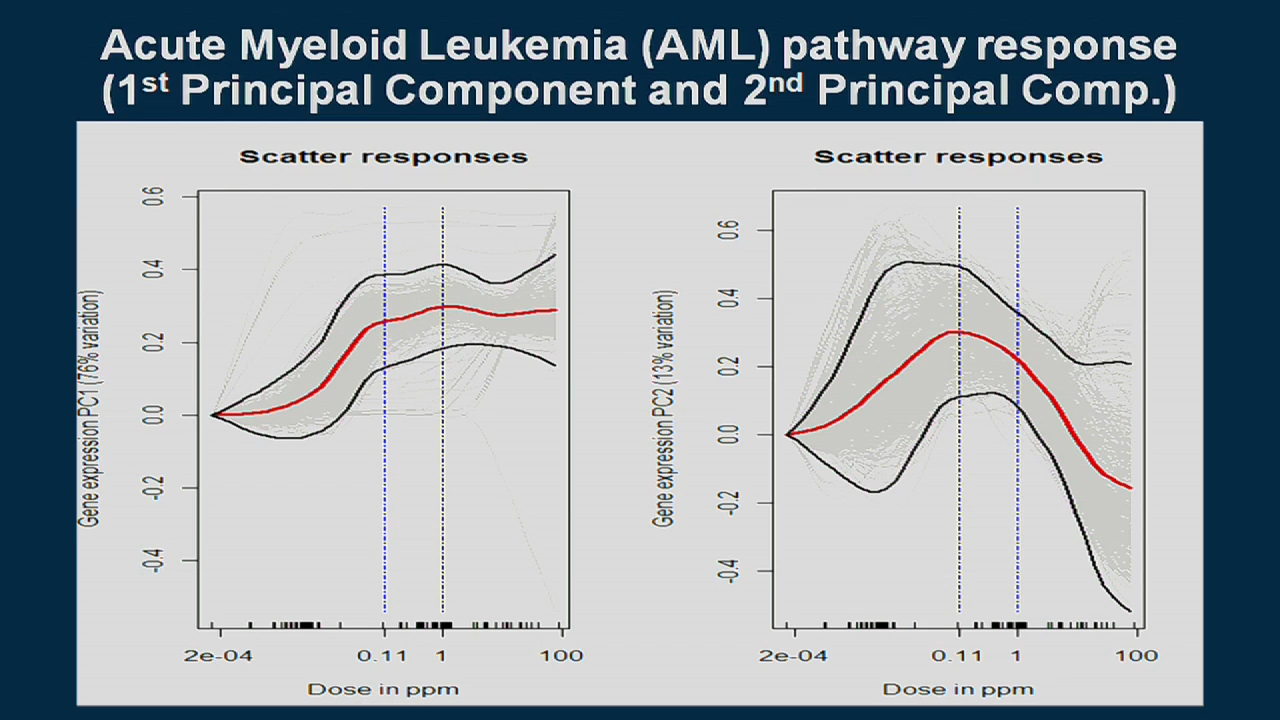 Acute Myeloid Leukemia (AML) pathway response
(1st Principal Component and 2nd Principal Comp.)
Scatter responses
Gene expression PC1 (76% variation)
0.6
0.4
0.2
0.0
-0.2
-0.4
2e-04 0.11 1 100
Dose in ppm
Scatter responses
Gene expression PC2 (13% variation)
0.6
0.4
0.2
0.0
-0.2
-0.4
2e-04 0.11 1 100
Dose in ppm